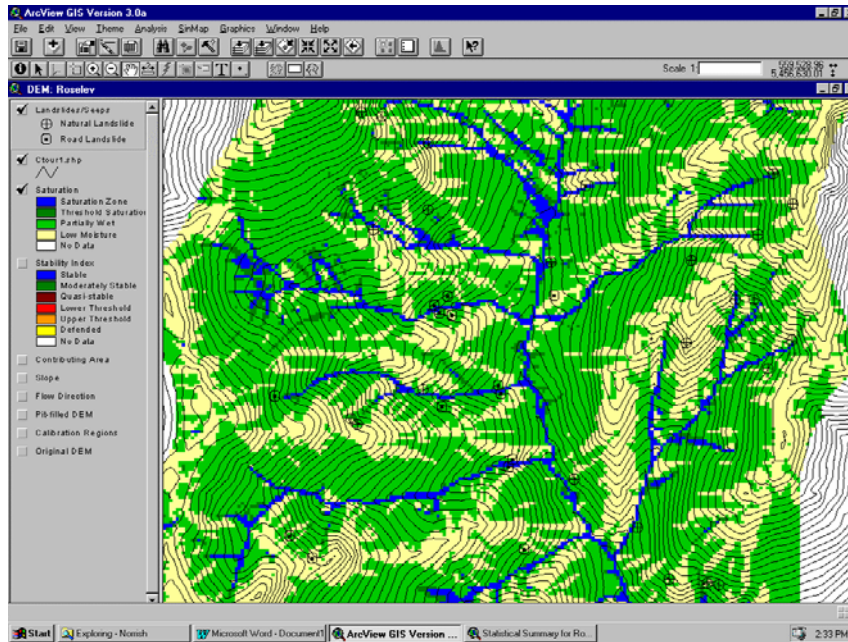 ArcView GIS Version 3.0a
File Edit View Theme Analysis SinMap Graphics Window Help
Scale 1:
559,528.96
5,456,630.01
DEM: Roselev
Landslides/Seeps
Natural Landslide
Road Landslide
Ctour1.shp
Saturation
Saturation Zone
Threshold Saturation
Partially Wet
Low Moisture
No Data
Stability Index
Stable
Moderately Stable
Quasi-stable
Lower Threshold
Upper Threshold
Defended
No Data
Contributing Area
Slope
Flow Direction
Pit-filled DEM
Calibration Regions
Original DEM
Start Exploring - Norrish Microsoft Word - Document1 ArcView GIS Version ... Statistical Summary for Ro... 2:33 PM